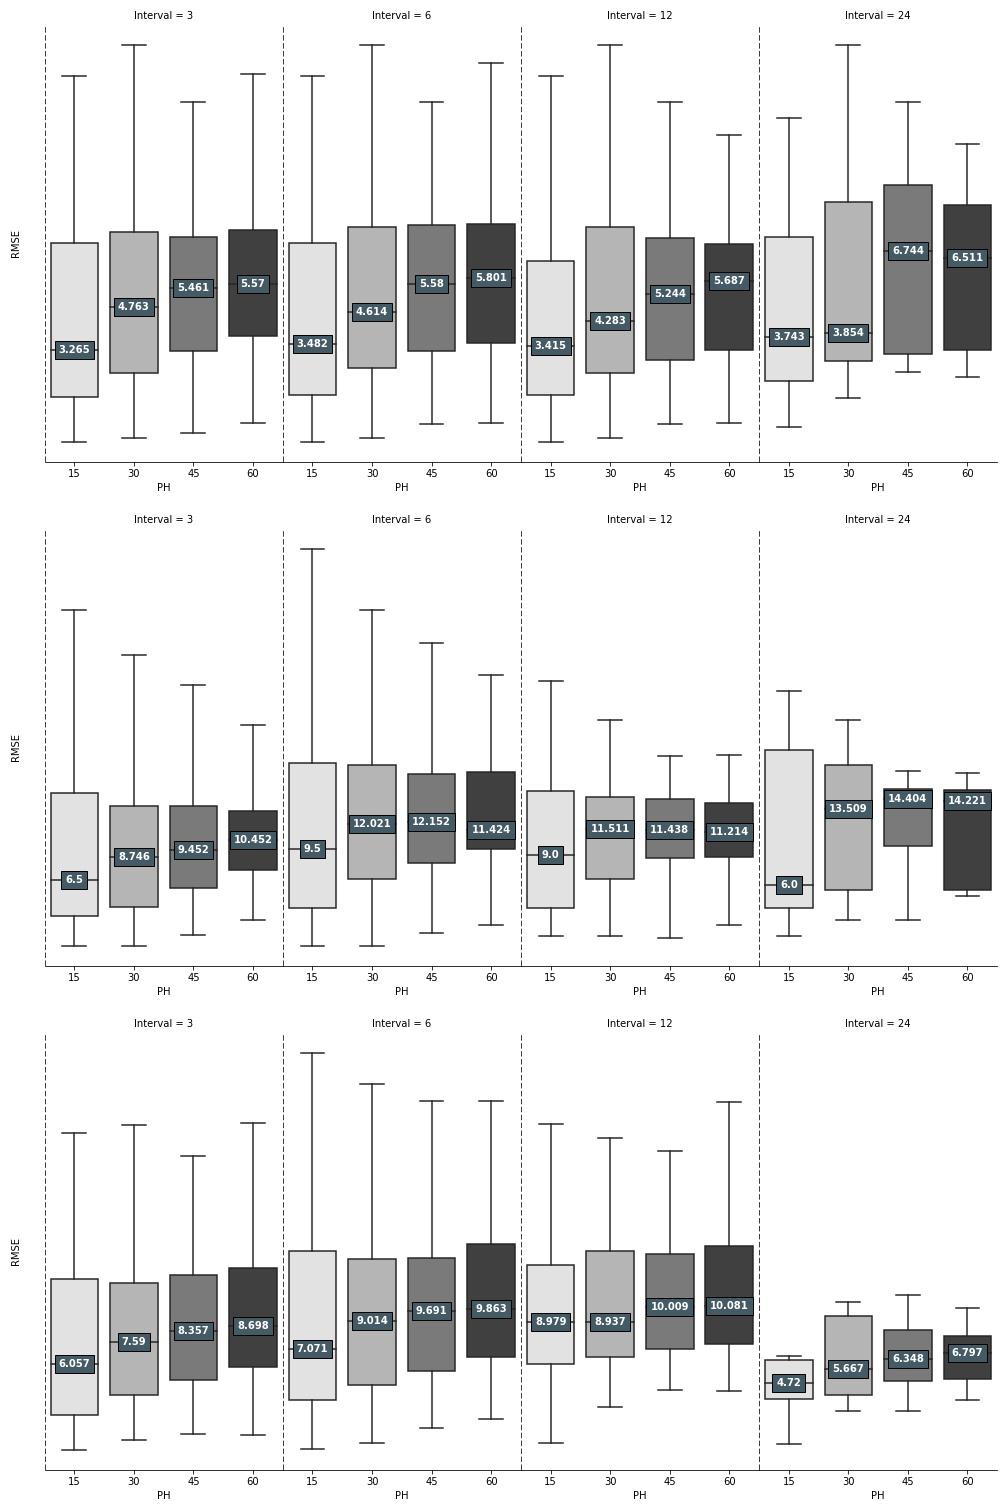 Interval = 3 Interval = 6 Interval = 12 Interval = 24
RMSE
3.265 4.763 5.461 5.57 3.482 4.614 5.58 5.801 3.415 4.283 5.244 5.687 3.743 3.854 6.744 6.511
15 30 45 60 15 30 45 60 15 30 45 60 15 30 45 60
PH PH PH PH
Interval = 3 Interval = 6 Interval = 12 Interval = 24
RMSE
6.5 8.746 9.452 10.452 9.5 12.021 12.152 11.424 9.0 11.511 11.438 11.214 6.0 13.509 14.404 14.221
15 30 45 60 15 30 45 60 15 30 45 60 15 30 45 60
PH PH PH PH
Interval = 3 Interval = 6 Interval = 12 Interval = 24
RMSE
6.057 7.59 8.357 8.698 7.071 9.014 9.691 9.863 8.979 8.937 10.009 10.081 4.72 5.667 6.348 6.797
15 30 45 60 15 30 45 60 15 30 45 60 15 30 45 60
PH PH PH PH